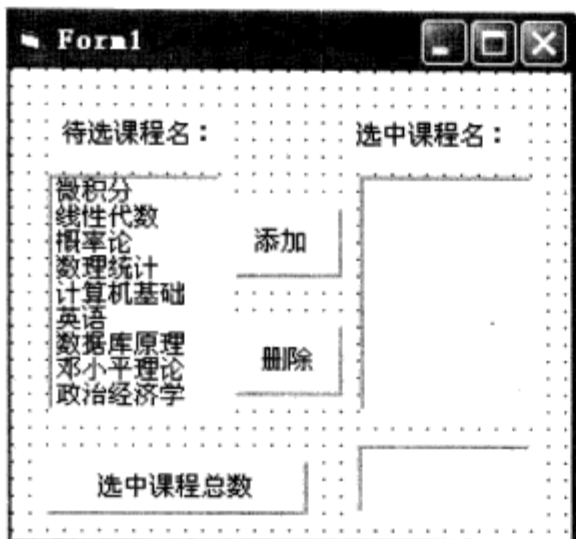 Form1
待选课程名：
选中课程名：
微积分
线性代数
概率论
数理统计
计算机基础
英语
数据库原理
邓小平理论
政治经济学
添加
删除
选中课程总数